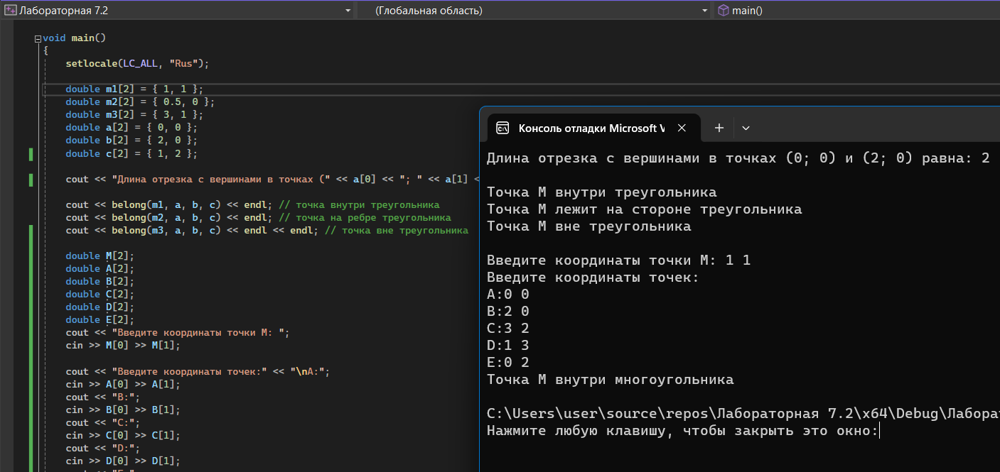 Лабораторная 7.2
(Глобальная область)
main()
void main()
{
setlocale(LC_ALL, "Rus");
double m1[2] = { 1, 1 };
double m2[2] = { 0.5, 0 };
double m3[2] = { 3, 1 };
double a[2] = { 0, 0 };
double b[2] = { 2, 0 };
double c[2] = { 1, 2 };
cout << "Длина отрезка с вершинами в точках (" << a[0] << "; " << a[1] <
cout << belong(m1, a, b, c) << endl; // точка внутри треугольника
cout << belong(m2, a, b, c) << endl; // точка на ребре треугольника
cout << belong(m3, a, b, c) << endl << endl; // точка вне треугольника
double M[2];
double A[2];
double B[2];
double C[2];
double D[2];
double E[2];
cout << "Введите координаты точки M: ";
cin >> M[0] >> M[1];
cout << "Введите координаты точек:" << "\nA:";
cin >> A[0] >> A[1];
cout << "B:";
cin >> B[0] >> B[1];
cout << "C:";
cin >> C[0] >> C[1];
cout << "D:";
cin >> D[0] >> D[1];
Консоль отладки Microsoft V
Длина отрезка с вершинами в точках (0; 0) и (2; 0) равна: 2
Точка M внутри треугольника
Точка M лежит на стороне треугольника
Точка M вне треугольника
Введите координаты точки M: 1 1
Введите координаты точек:
A:0 0
B:2 0
C:3 2
D:1 3
E:0 2
Точка M внутри многоугольника
C:\Users\user\source\repos\Лабораторная 7.2\x64\Debug\Лабора
Нажмите любую клавишу, чтобы закрыть это окно: